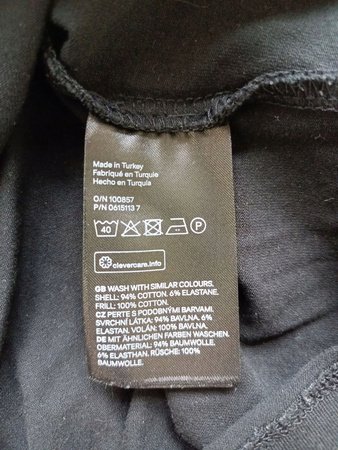 Made in Turkey
Fabriqué en Turquie
Hecho en Turquia
O/N 100857
P/N 0615113 7
40 P
clevercare.info
GB WASH WITH SIMILAR COLOURS.
SHELL: 94% COTTON. 6% ELASTANE.
FRILL: 100% COTTON.
CZ PERTE S PODOBNÝMI BARVAMI.
SVRCHNÍ LÁTKA: 94% BAVLNA. 6%
ELASTAN. VOLÁN: 100% BAVLNA.
DE MIT ÄHNLICHEN FARBEN WASCHEN.
OBERMATERIAL: 94% BAUMWOLLE.
6% ELASTHAN. RÜSCHE: 100%
BAUMWOLLE.